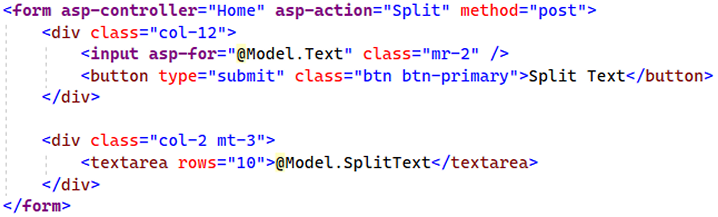 <form asp-controller="Home" asp-action="Split" method="post">
    <div class="col-12">
        <input asp-for="@Model.Text" class="mr-2" />
        <button type="submit" class="btn btn-primary">Split Text</button>
    </div>

    <div class="col-2 mt-3">
        <textarea rows="10">@Model.SplitText</textarea>
    </div>
</form>